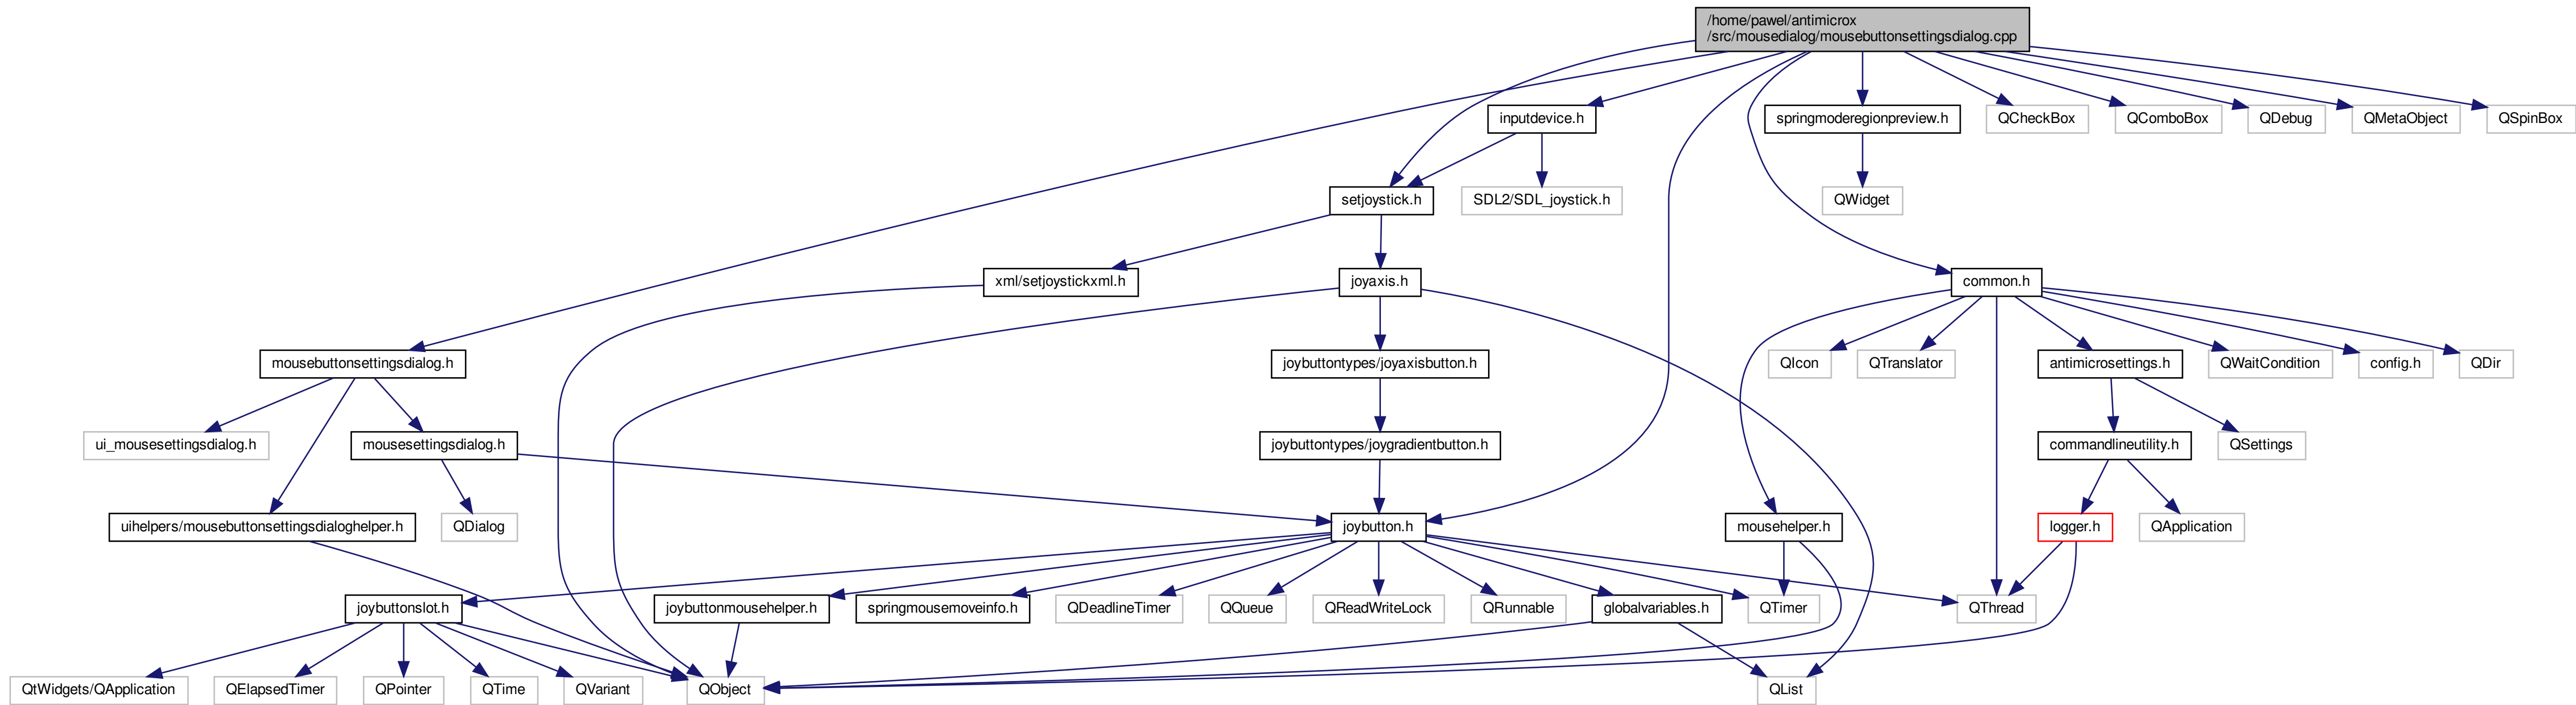 /home/pawel/antimicrox
/src/mousedialog/mousebuttonsettingsdialog.cpp
inputdevice.h
springmoderegionpreview.h
QCheckBox
QComboBox
QDebug
QMetaObject
QSpinBox
setjoystick.h
SDL2/SDL_joystick.h
QWidget
xml/setjoystickxml.h
joyaxis.h
common.h
mousebuttonsettingsdialog.h
joybuttontypes/joyaxisbutton.h
QIcon
QTranslator
antimicrosettings.h
QWaitCondition
config.h
QDir
ui_mousesettingsdialog.h
mousesettingsdialog.h
joybuttontypes/joygradientbutton.h
commandlineutility.h
QSettings
uihelpers/mousebuttonsettingsdialoghelper.h
QDialog
joybutton.h
mousehelper.h
logger.h
QApplication
joybuttonslot.h
joybuttonmousehelper.h
springmousemoveinfo.h
QDeadlineTimer
QQueue
QReadWriteLock
QRunnable
globalvariables.h
QTimer
QThread
QtWidgets/QApplication
QElapsedTimer
QPointer
QTime
QVariant
QObject
QList